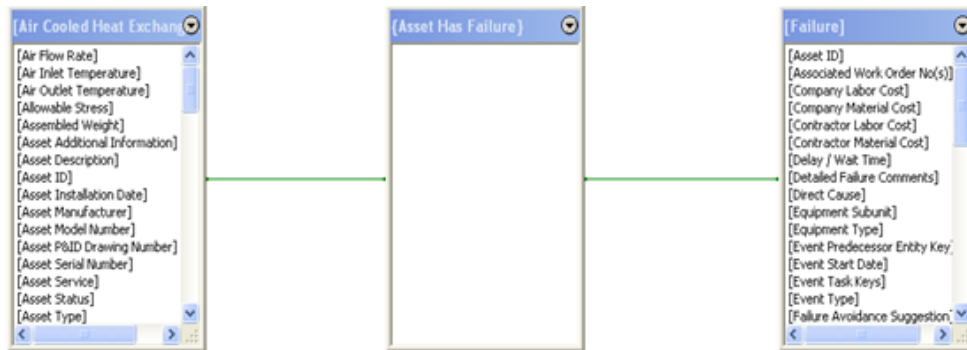 [Air Cooled Heat Exchang
[Air Flow Rate]
[Air Inlet Temperature]
[Air Outlet Temperature]
[Allowable Stress]
[Assembled Weight]
[Asset Additional Information]
[Asset Description]
[Asset ID]
[Asset Installation Date]
[Asset Manufacturer]
[Asset Model Number]
[Asset P&ID Drawing Number]
[Asset Serial Number]
[Asset Service]
[Asset Status]
[Asset Type]
{Asset Has Failure}
[Failure]
[Asset ID]
[Associated Work Order No(s)]
[Company Labor Cost]
[Company Material Cost]
[Contractor Labor Cost]
[Contractor Material Cost]
[Delay / Wait Time]
[Detailed Failure Comments]
[Direct Cause]
[Equipment Subunit]
[Equipment Type]
[Event Predecessor Entity Key]
[Event Start Date]
[Event Task Keys]
[Event Type]
[Failure Avoidance Suggestion]